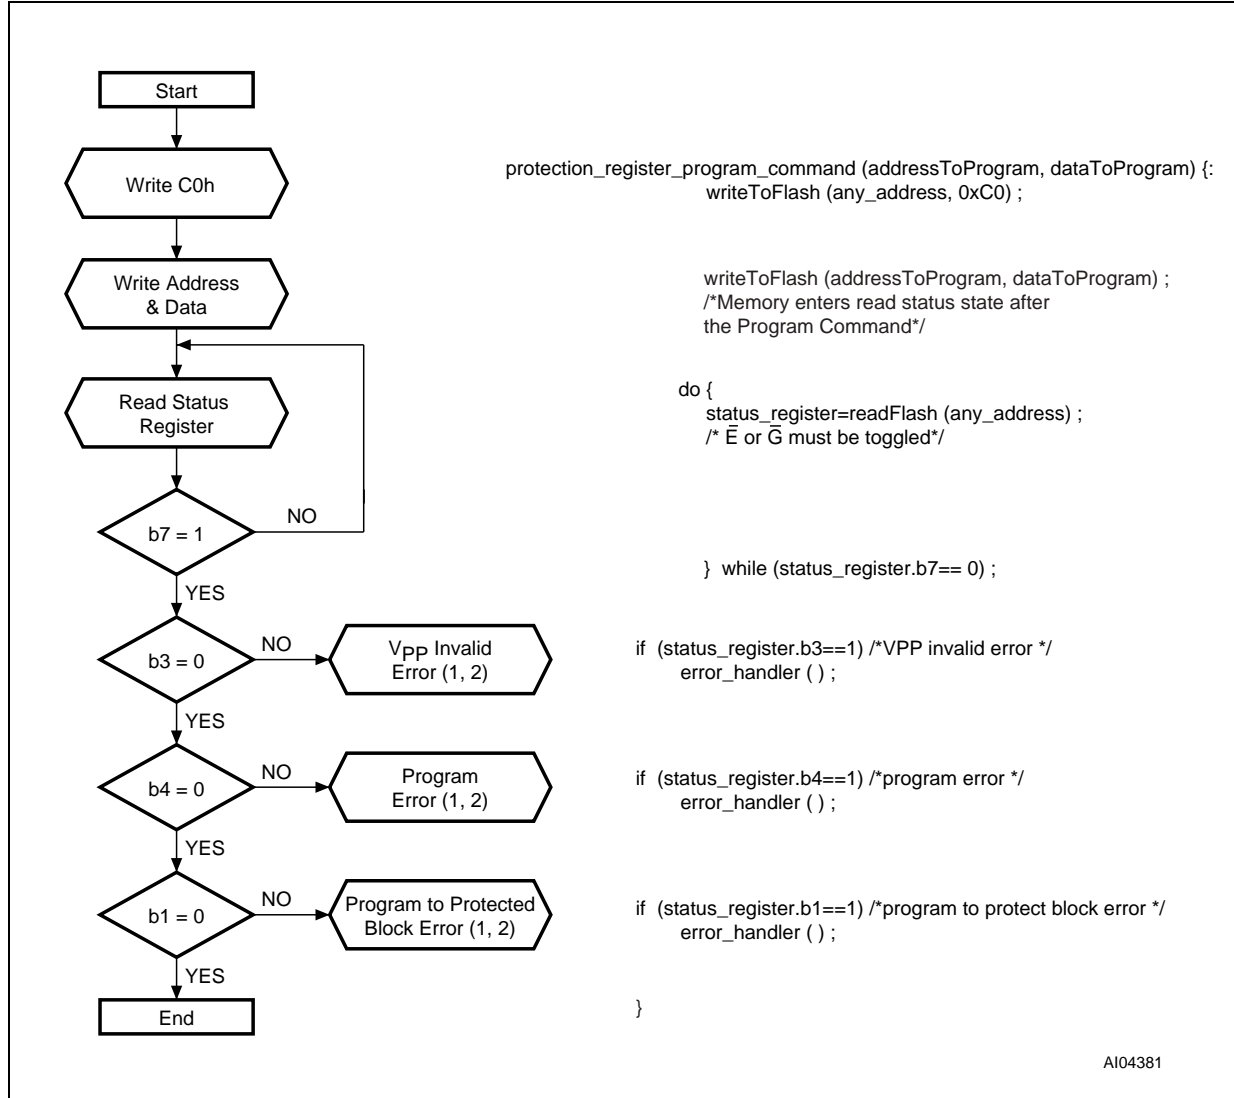 Start
Write C0h
Write Address
& Data
Read Status
Register
b7 = 1
NO
YES
b3 = 0
NO
VPP Invalid
Error (1, 2)
YES
b4 = 0
NO
Program
Error (1, 2)
YES
b1 = 0
NO
Program to Protected
Block Error (1, 2)
YES
End
protection_register_program_command (addressToProgram, dataToProgram) {:
writeToFlash (any_address, 0xC0) ;
writeToFlash (addressToProgram, dataToProgram) ;
/*Memory enters read status state after
the Program Command*/
do {
status_register=readFlash (any_address) ;
/* E̅ or G̅ must be toggled*/
} while (status_register.b7== 0) ;
if (status_register.b3==1) /*VPP invalid error */
error_handler ( ) ;
if (status_register.b4==1) /*program error */
error_handler ( ) ;
if (status_register.b1==1) /*program to protect block error */
error_handler ( ) ;
}
AI04381